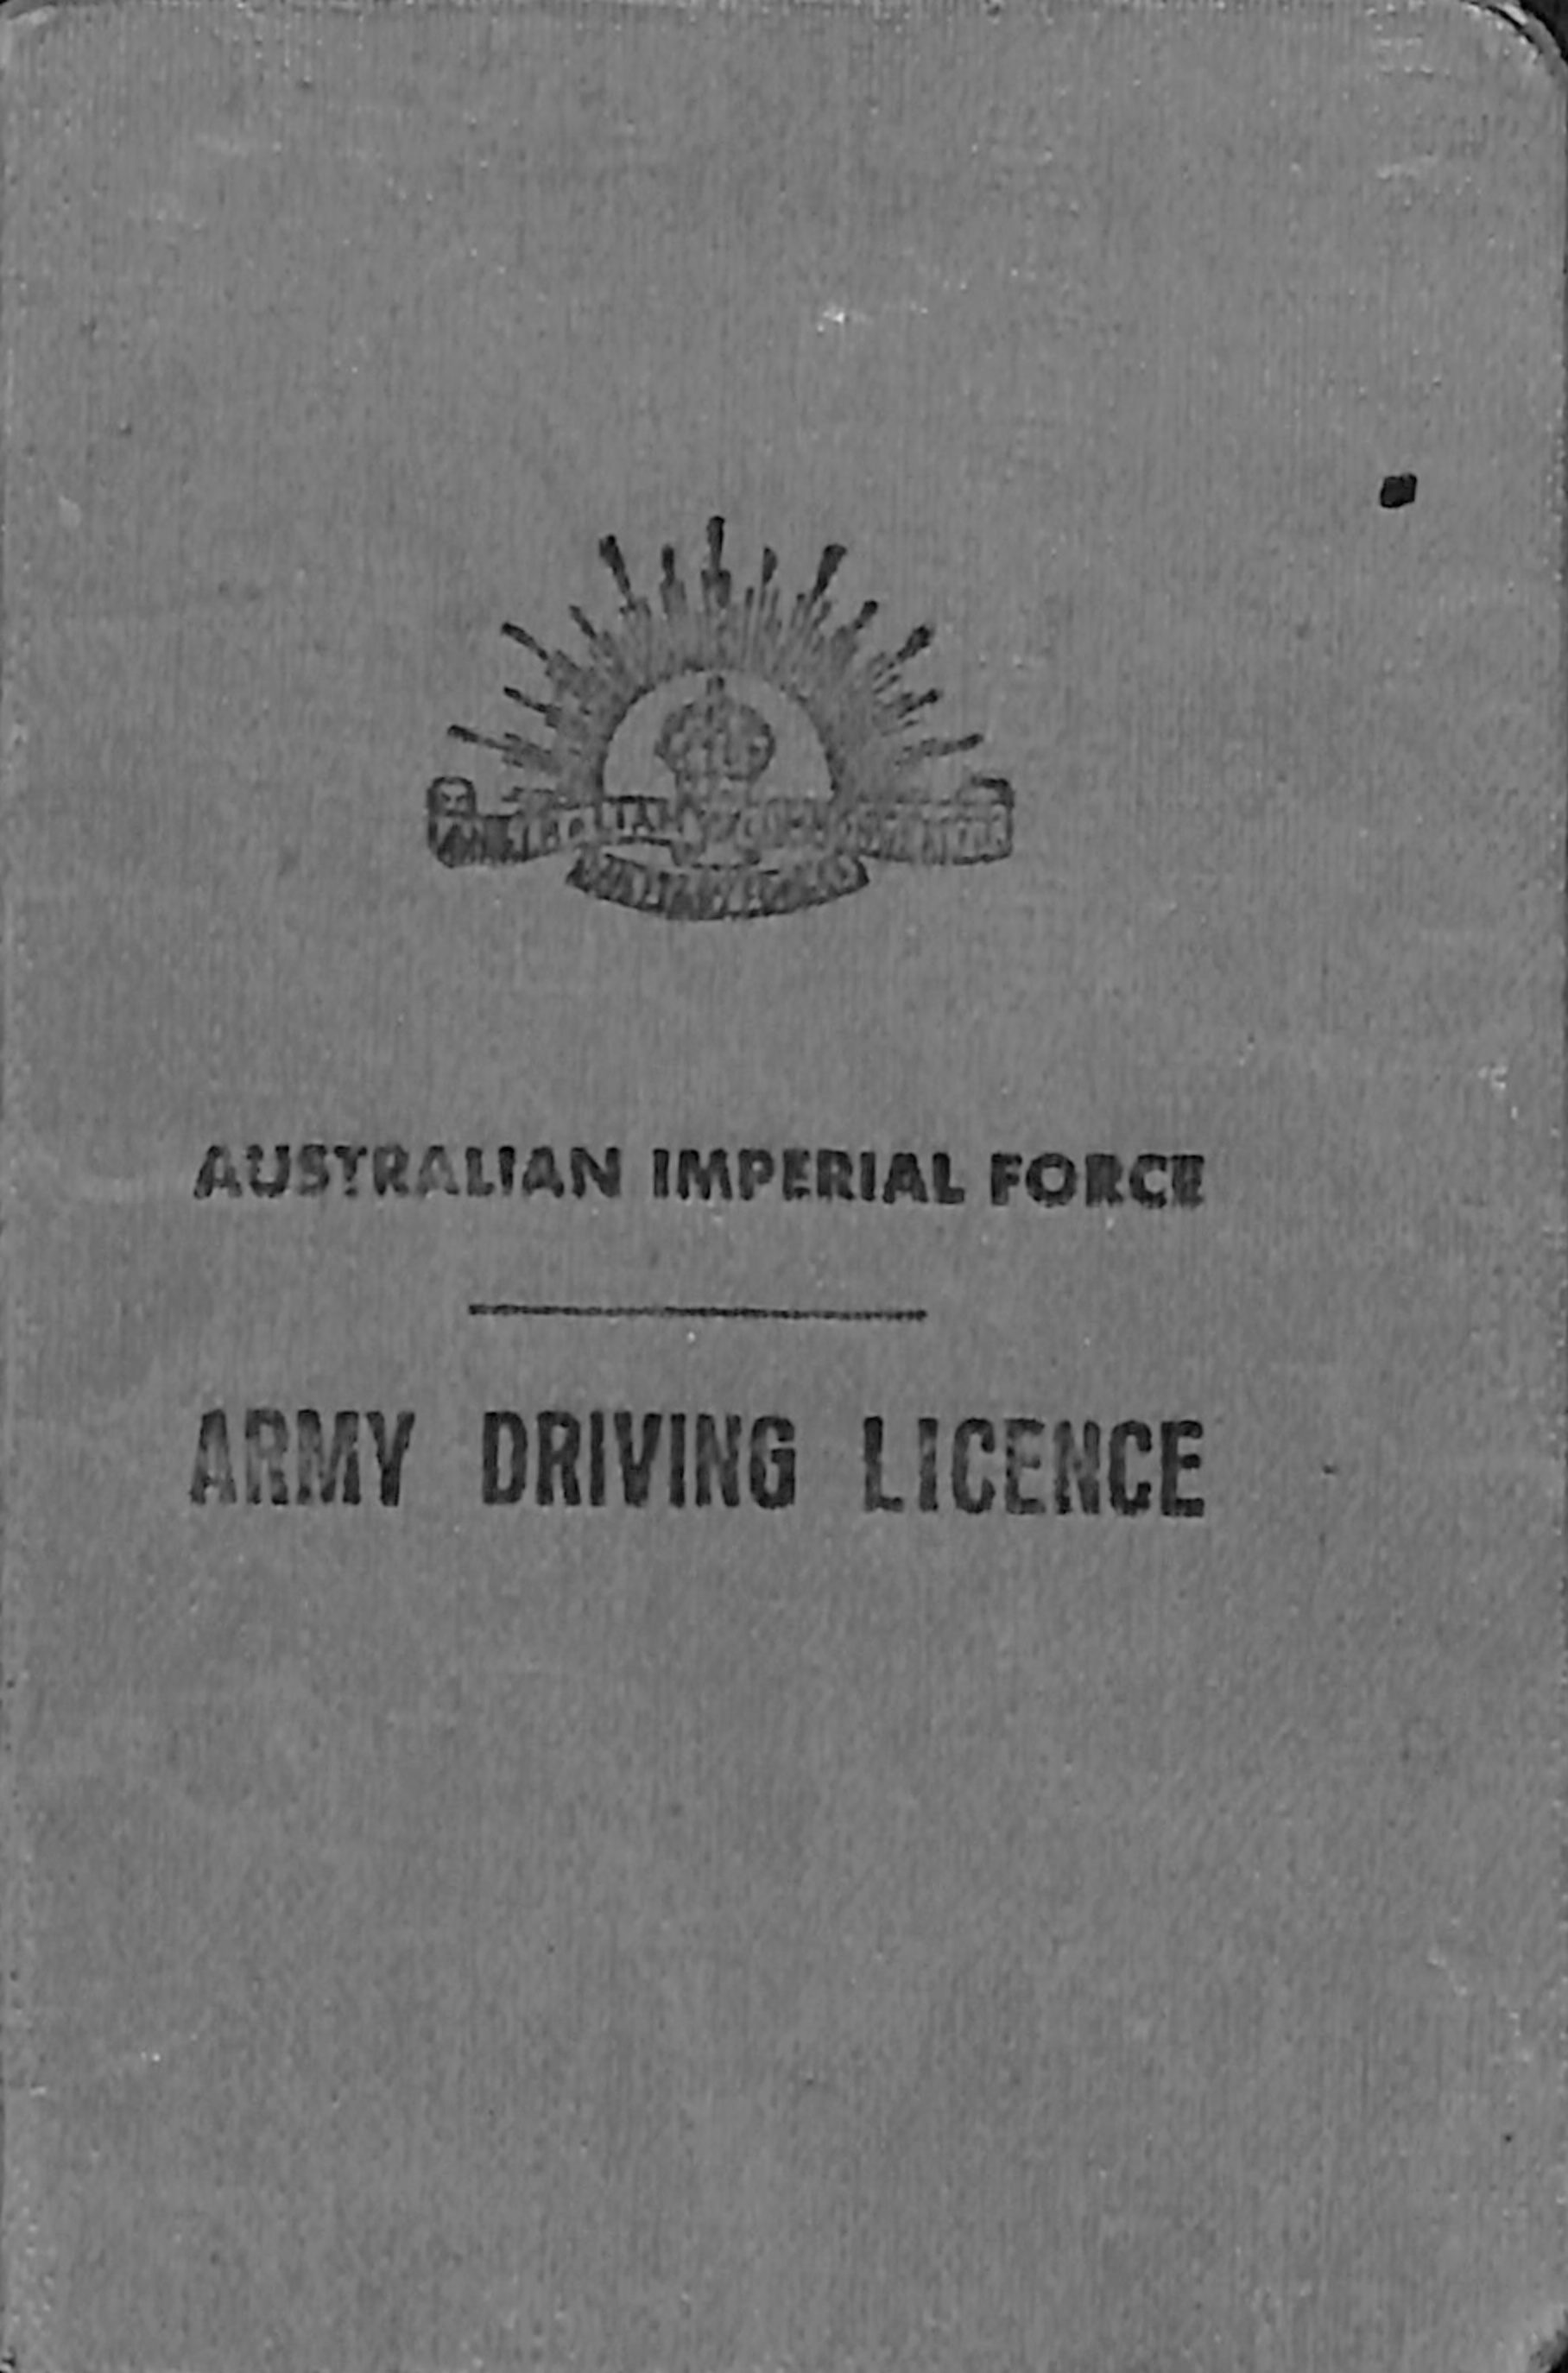 AUSTRALIAN IMPERIAL FORCE
ARMY DRIVING LICENCE